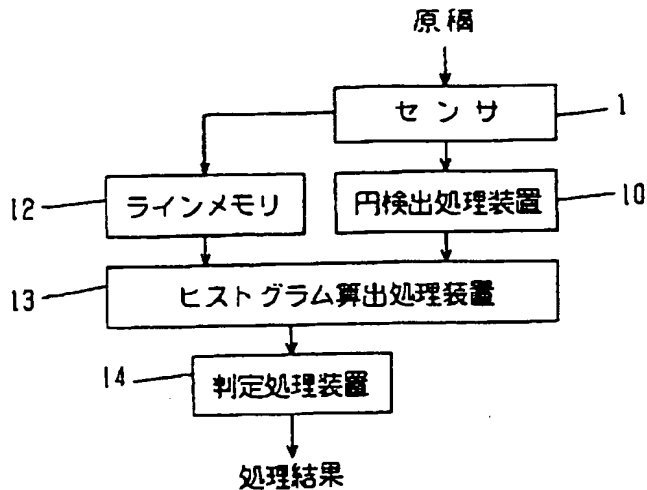 原稿
センサ
1
12
ラインメモリ
円検出処理装置
10
13
ヒストグラム算出処理装置
14
判定処理装置
処理結果